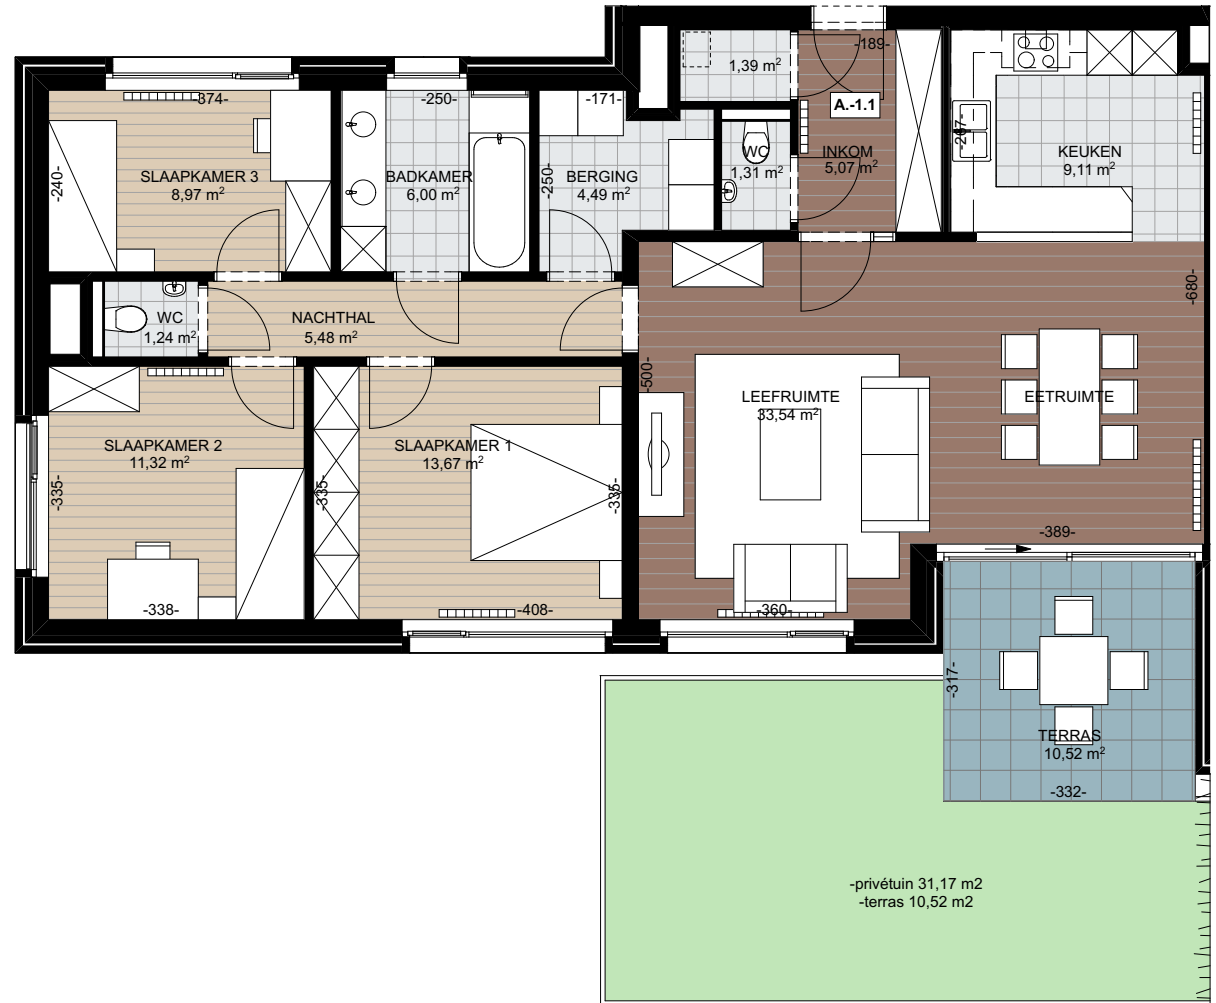 -189-
1,39 m²
A.-1.1
-374-
-250-
-171-
-240-
SLAAPKAMER 3
8,97 m²
BADKAMER
6,00 m²
-250-
BERGING
4,49 m²
WC
1,31 m²
INKOM
5,07 m²
-267-
KEUKEN
9,11 m²
WC
1,24 m²
NACHTHAL
5,48 m²
-680-
-500-
LEEFRUIMTE
33,54 m²
EETRUIMTE
SLAAPKAMER 2
11,32 m²
SLAAPKAMER 1
13,67 m²
-335-
-335-
-335-
-389-
-338-
-408-
-360-
-317-
TERRAS
10,52 m²
-332-
-privétuin 31,17 m2
-terras 10,52 m2